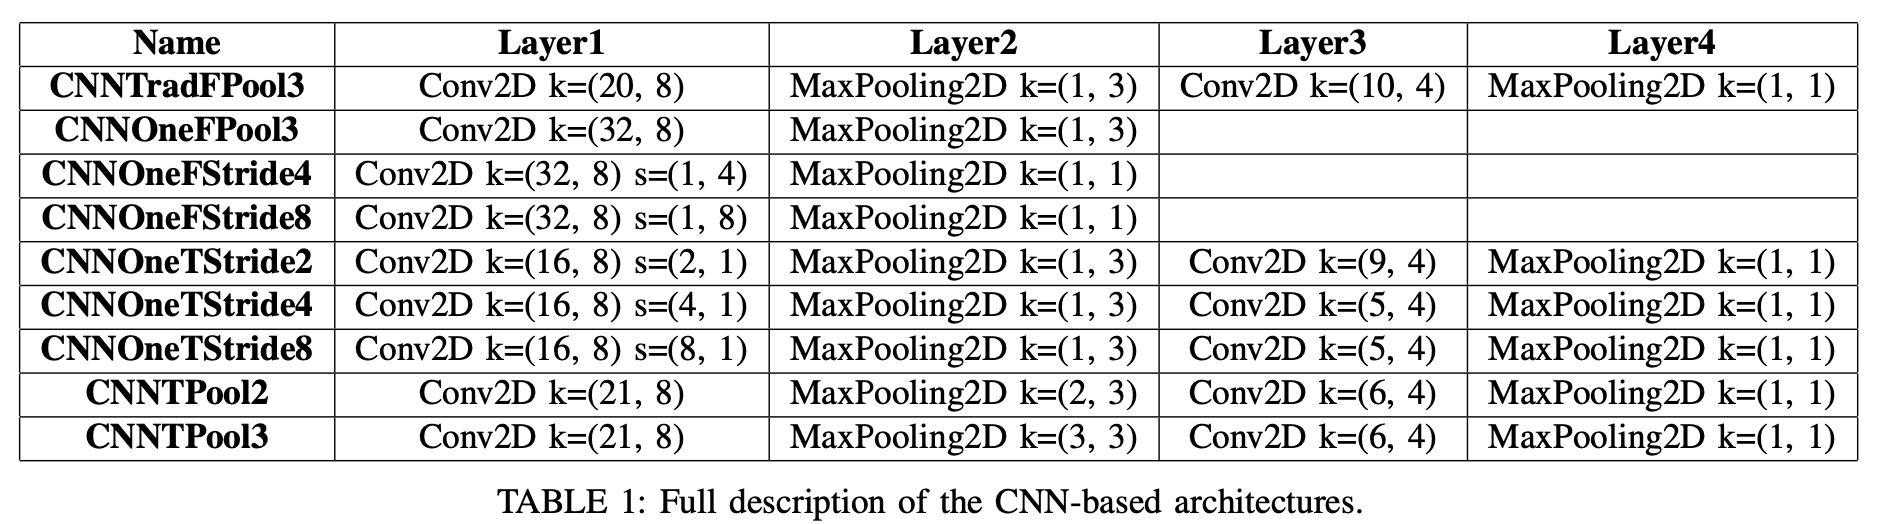 Name Layer1 Layer2 Layer3 Layer4
CNNTradFPool3 Conv2D k=(20, 8) MaxPooling2D k=(1, 3) Conv2D k=(10, 4) MaxPooling2D k=(1, 1)
CNNOneFPool3 Conv2D k=(32, 8) MaxPooling2D k=(1, 3)
CNNOneFStride4 Conv2D k=(32, 8) s=(1, 4) MaxPooling2D k=(1, 1)
CNNOneFStride8 Conv2D k=(32, 8) s=(1, 8) MaxPooling2D k=(1, 1)
CNNOneTStride2 Conv2D k=(16, 8) s=(2, 1) MaxPooling2D k=(1, 3) Conv2D k=(9, 4) MaxPooling2D k=(1, 1)
CNNOneTStride4 Conv2D k=(16, 8) s=(4, 1) MaxPooling2D k=(1, 3) Conv2D k=(5, 4) MaxPooling2D k=(1, 1)
CNNOneTStride8 Conv2D k=(16, 8) s=(8, 1) MaxPooling2D k=(1, 3) Conv2D k=(5, 4) MaxPooling2D k=(1, 1)
CNNTPool2 Conv2D k=(21, 8) MaxPooling2D k=(2, 3) Conv2D k=(6, 4) MaxPooling2D k=(1, 1)
CNNTPool3 Conv2D k=(21, 8) MaxPooling2D k=(3, 3) Conv2D k=(6, 4) MaxPooling2D k=(1, 1)
TABLE 1: Full description of the CNN-based architectures.